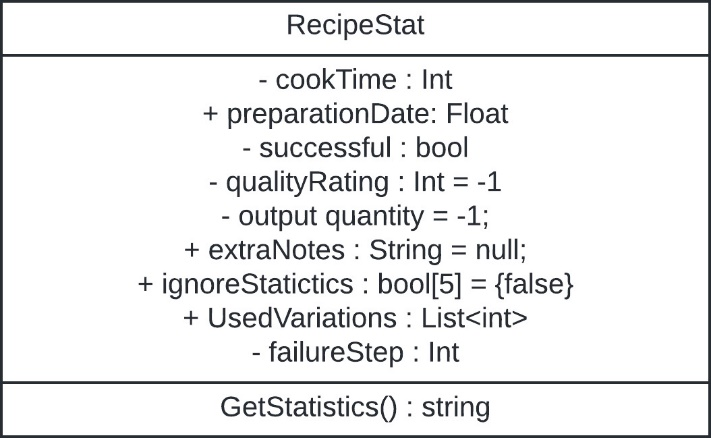 RecipeStat
- cookTime : Int
+ preparationDate: Float
- successful : bool
- qualityRating : Int = -1
- output quantity = -1;
+ extraNotes : String = null;
+ ignoreStatictics : bool[5] = {false}
+ UsedVariations : List<int>
- failureStep : Int
GetStatistics() : string